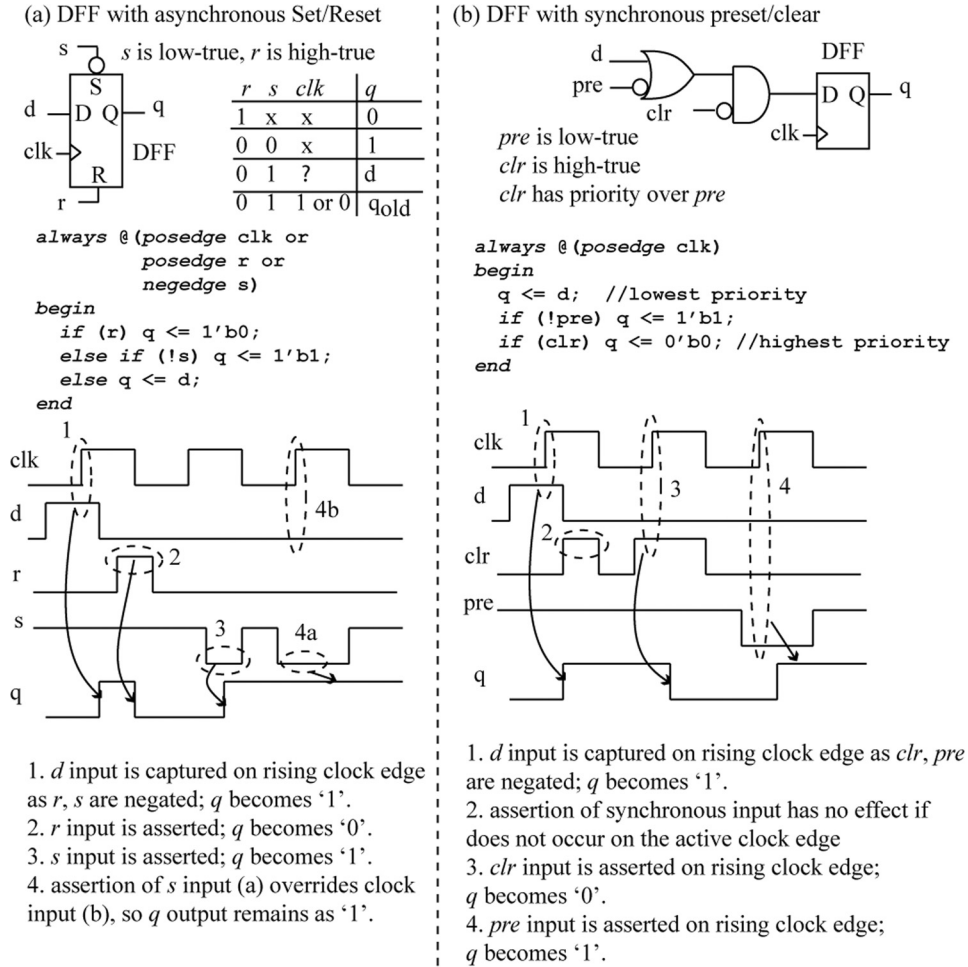 (a) DFF with asynchronous Set/Reset
s
s is low-true, r is high-true
S
d
D Q
q
clk
DFF
R
r
r s clk q
1 x x 0
0 0 x 1
0 1 ? d
0 1 1 or 0 qold
always @(posedge clk or
posedge r or
negedge s)
begin
if (r) q <= 1'b0;
else if (!s) q <= 1'b1;
else q <= d;
end
1
clk
4b
d
2
r
s
3
4a
q
1. d input is captured on rising clock edge
as r, s are negated; q becomes ‘1’.
2. r input is asserted; q becomes ‘0’.
3. s input is asserted; q becomes ‘1’.
4. assertion of s input (a) overrides clock
input (b), so q output remains as ‘1’.
(b) DFF with synchronous preset/clear
d
DFF
pre
clr
D Q
q
clk
pre is low-true
clr is high-true
clr has priority over pre
always @(posedge clk)
begin
q <= d; //lowest priority
if (!pre) q <= 1'b1;
if (clr) q <= 0'b0; //highest priority
end
1
clk
3
4
d
2
clr
pre
q
1. d input is captured on rising clock edge as clr, pre
are negated; q becomes ‘1’.
2. assertion of synchronous input has no effect if
does not occur on the active clock edge
3. clr input is asserted on rising clock edge;
q becomes ‘0’.
4. pre input is asserted on rising clock edge;
q becomes ‘1’.